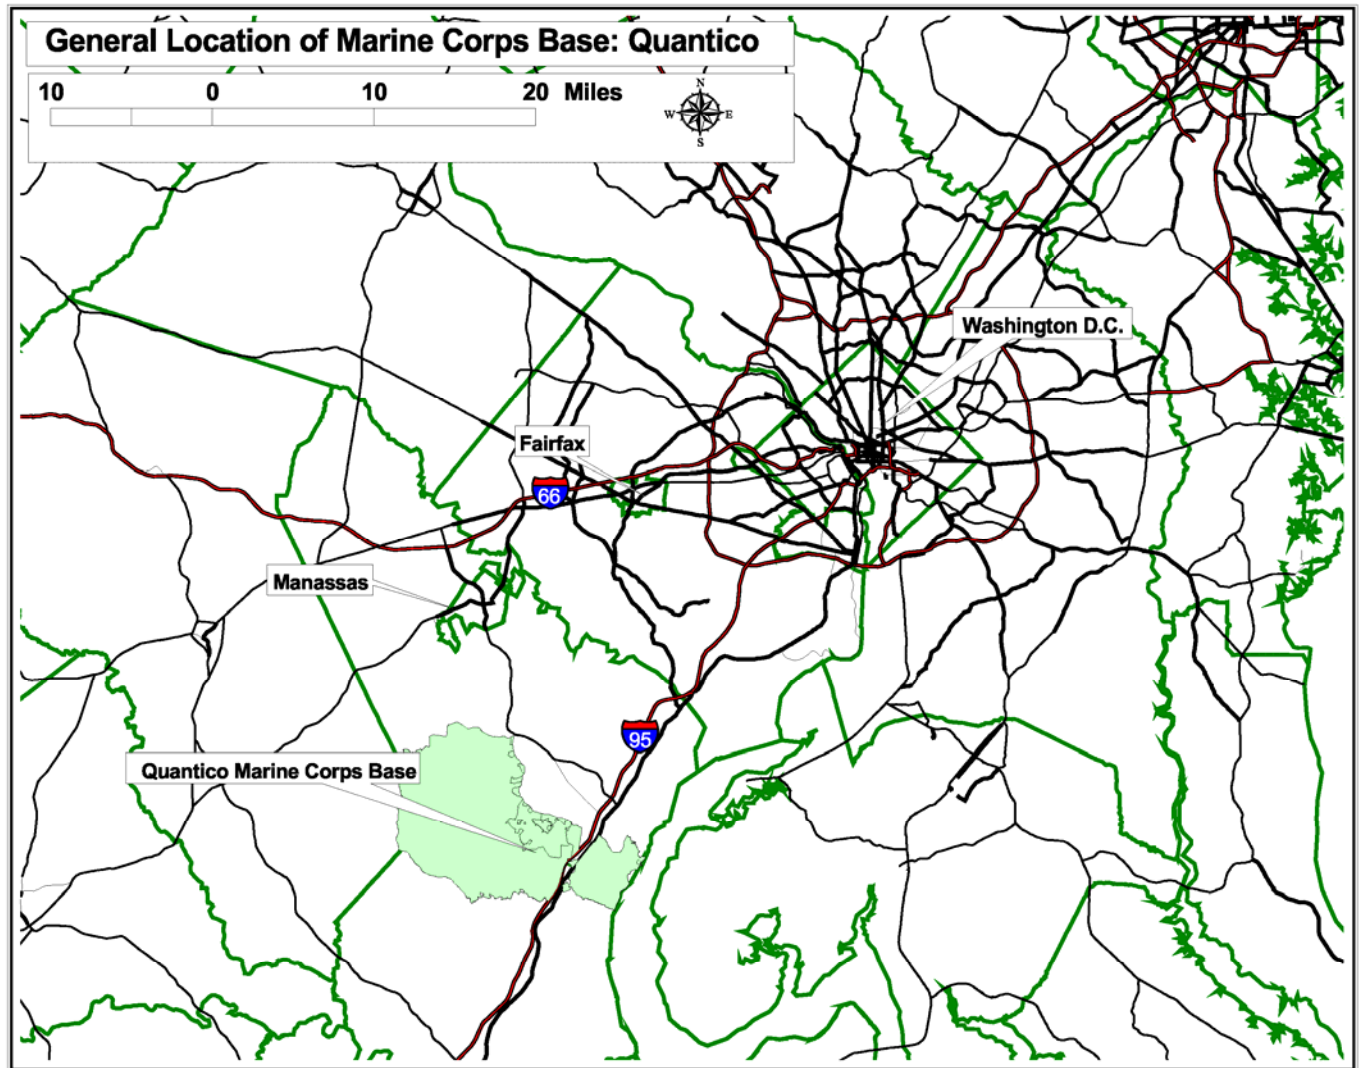 General Location of Marine Corps Base: Quantico
10 0 10 20 Miles
N
W E
S
Washington D.C.
Fairfax
66
Manassas
95
Quantico Marine Corps Base